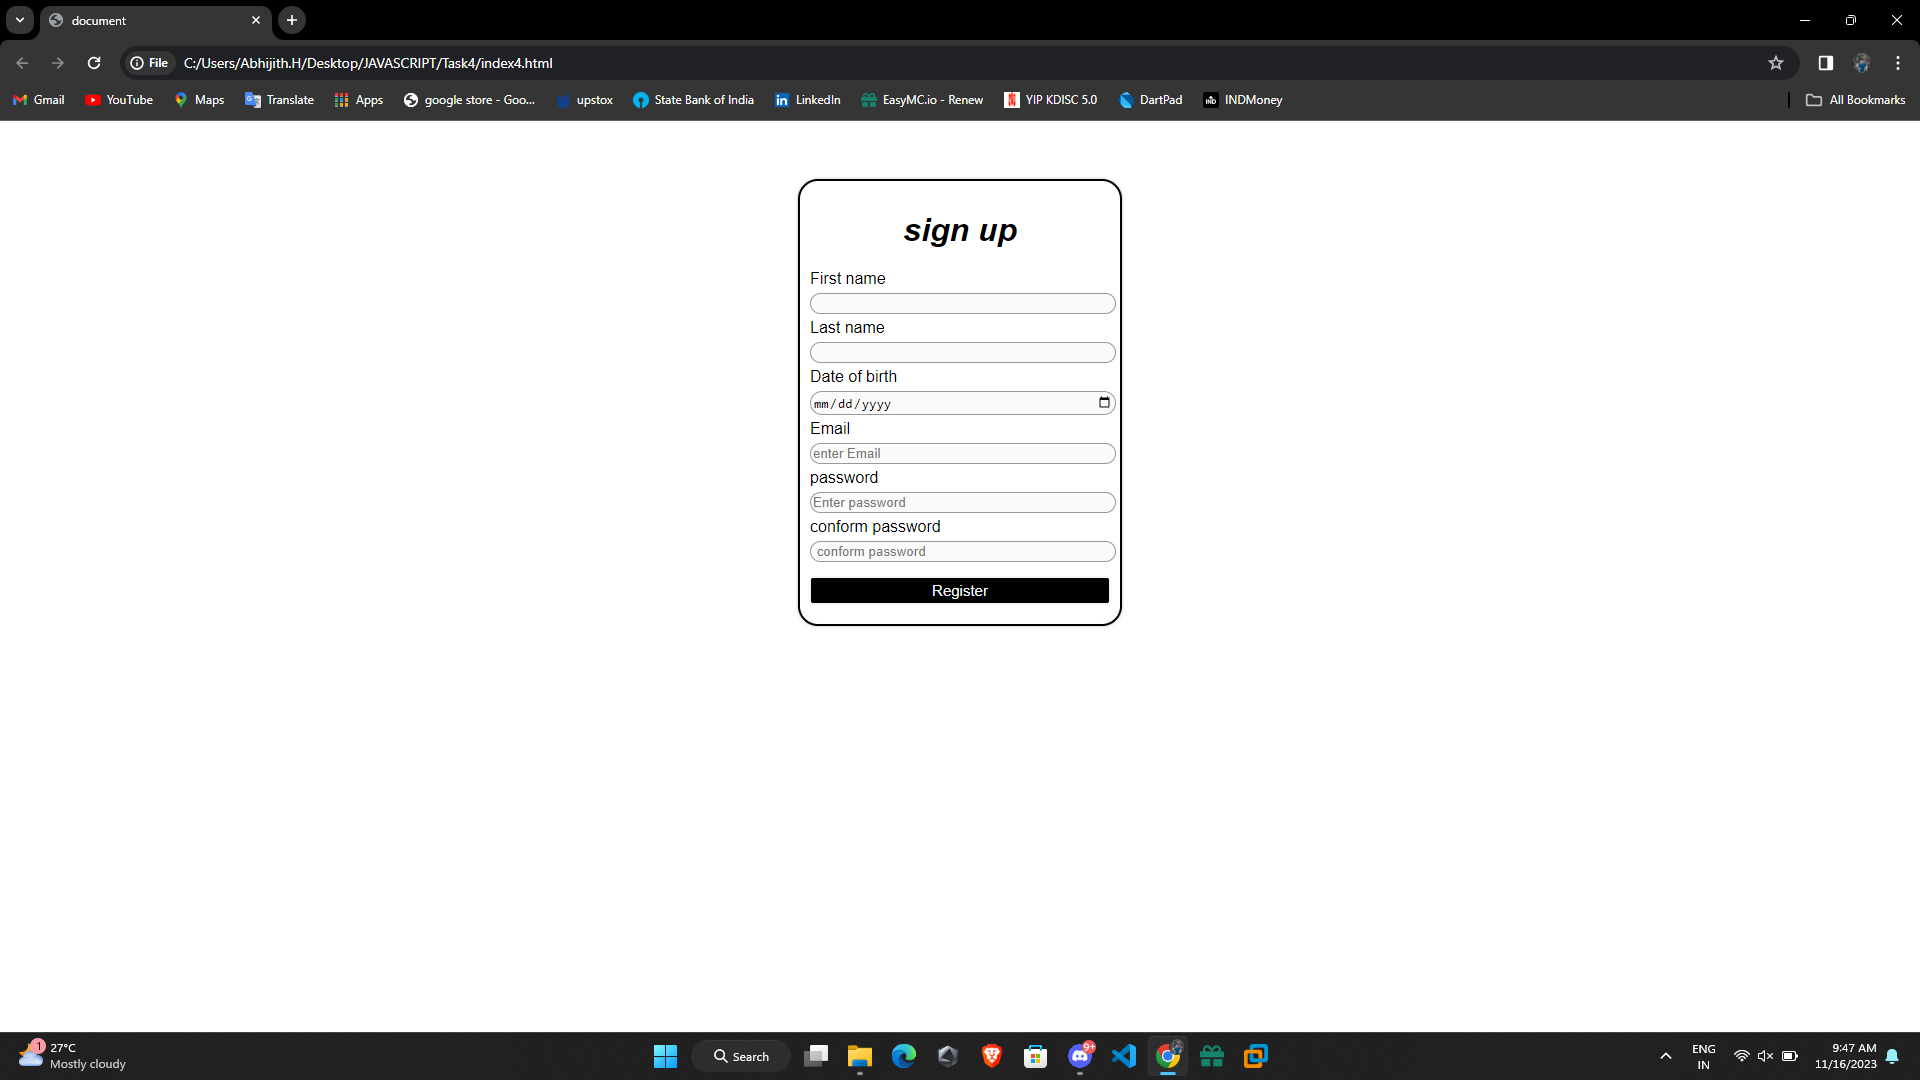 document
File C:/Users/Abhijith.H/Desktop/JAVASCRIPT/Task4/index4.html
Gmail YouTube Maps Translate Apps google store - Goo... upstox State Bank of India LinkedIn EasyMC.io - Renew YIP KDISC 5.0 DartPad INDMoney All Bookmarks
sign up
First name
Last name
Date of birth
mm/dd/yyyy
Email
enter Email
password
Enter password
conform password
conform password
Register
1
27°C
Mostly cloudy
Search
9+
ENG
IN
9:47 AM
11/16/2023